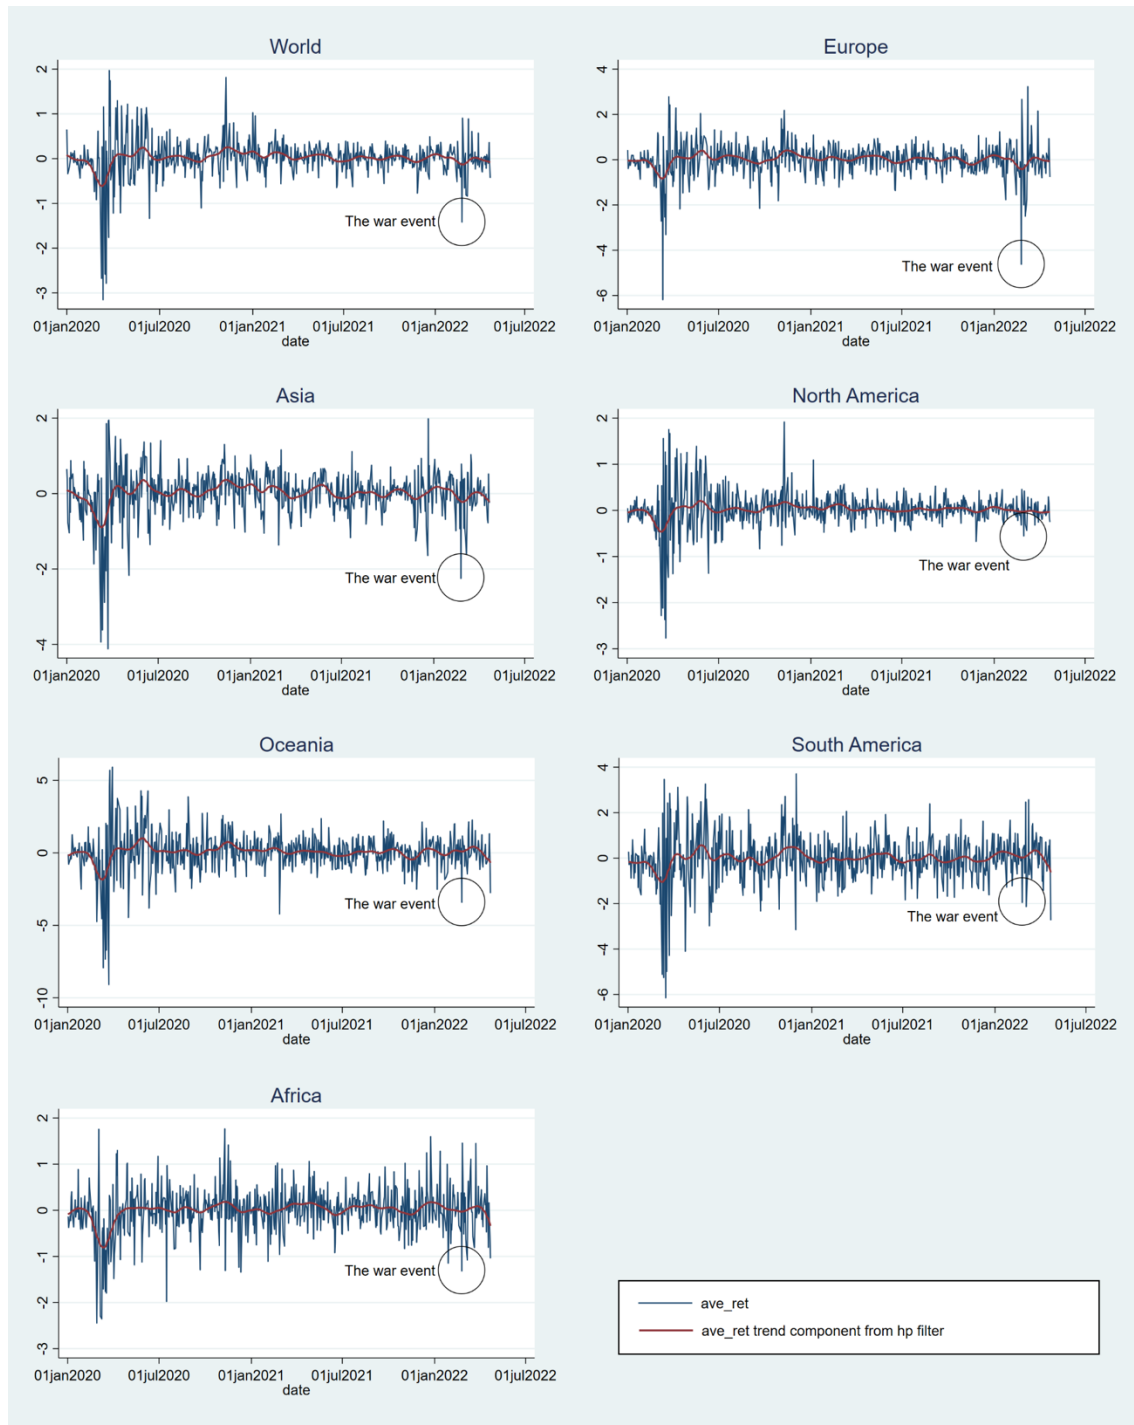 World
2
1
0
-1
-2
-3
The war event
01jan2020 01jul2020 01jan2021 01jul2021 01jan2022 01jul2022
date
Europe
4
2
0
-2
-4
-6
The war event
01jan2020 01jul2020 01jan2021 01jul2021 01jan2022 01jul2022
date
Asia
2
0
-2
-4
The war event
01jan2020 01jul2020 01jan2021 01jul2021 01jan2022 01jul2022
date
North America
2
1
0
-1
-2
-3
The war event
01jan2020 01jul2020 01jan2021 01jul2021 01jan2022 01jul2022
date
Oceania
5
0
-5
-10
The war event
01jan2020 01jul2020 01jan2021 01jul2021 01jan2022 01jul2022
date
South America
4
2
0
-2
-4
-6
The war event
01jan2020 01jul2020 01jan2021 01jul2021 01jan2022 01jul2022
date
Africa
2
1
0
-1
-2
-3
The war event
01jan2020 01jul2020 01jan2021 01jul2021 01jan2022 01jul2022
date
ave_ret
ave_ret trend component from hp filter